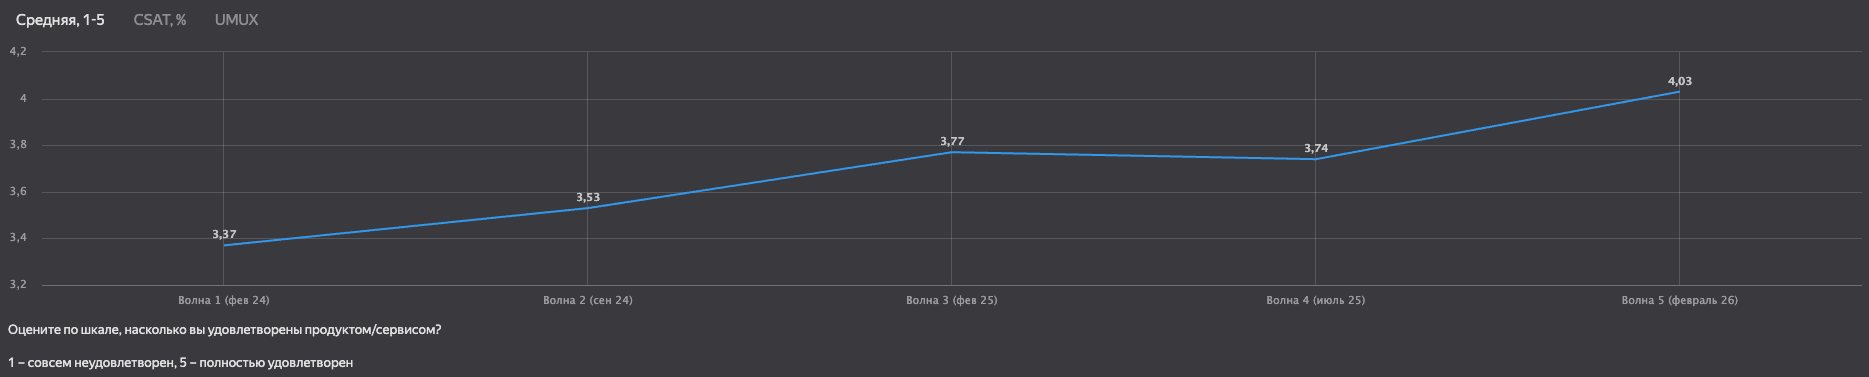 Средняя, 1-5 CSAT, % UMUX
4,2
4
3,8
3,6
3,4
3,2
3,37
3,53
3,77
3,74
4,03
Волна 1 (фев 24) Волна 2 (сен 24) Волна 3 (фев 25) Волна 4 (июль 25) Волна 5 (февраль 26)
Оцените по шкале, насколько вы удовлетворены продуктом/сервисом?
1 – совсем неудовлетворен, 5 – полностью удовлетворен